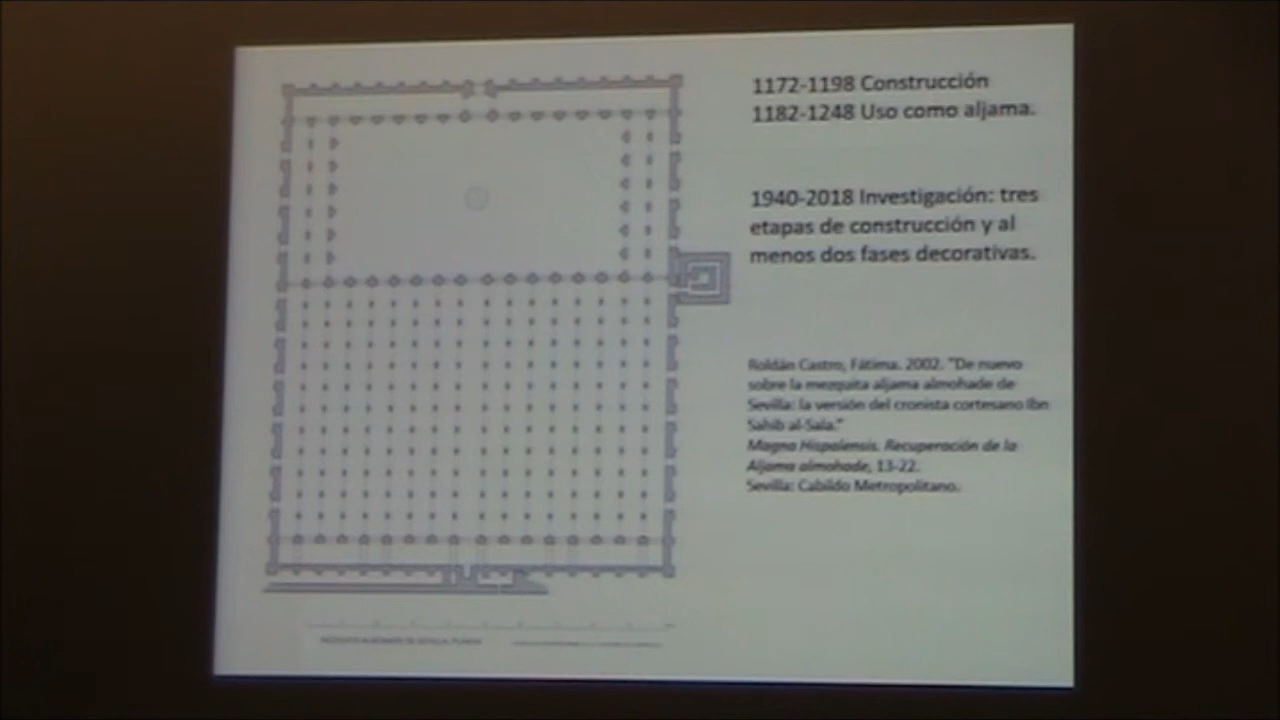 1172-1198 Construcción
1182-1248 Uso como aljama.
1940-2018 Investigación: tres
etapas de construcción y al
menos dos fases decorativas.
Roldán Castro, Fátima. 2002. "De nuevo
sobre la mezquita aljama almohade de
Sevilla: la versión del cronista cortesano Ibn
Sahib al-Sala."
Magna Hispalensis. Recuperación de la
Aljama almohade, 13-22.
Sevilla: Cabildo Metropolitano.